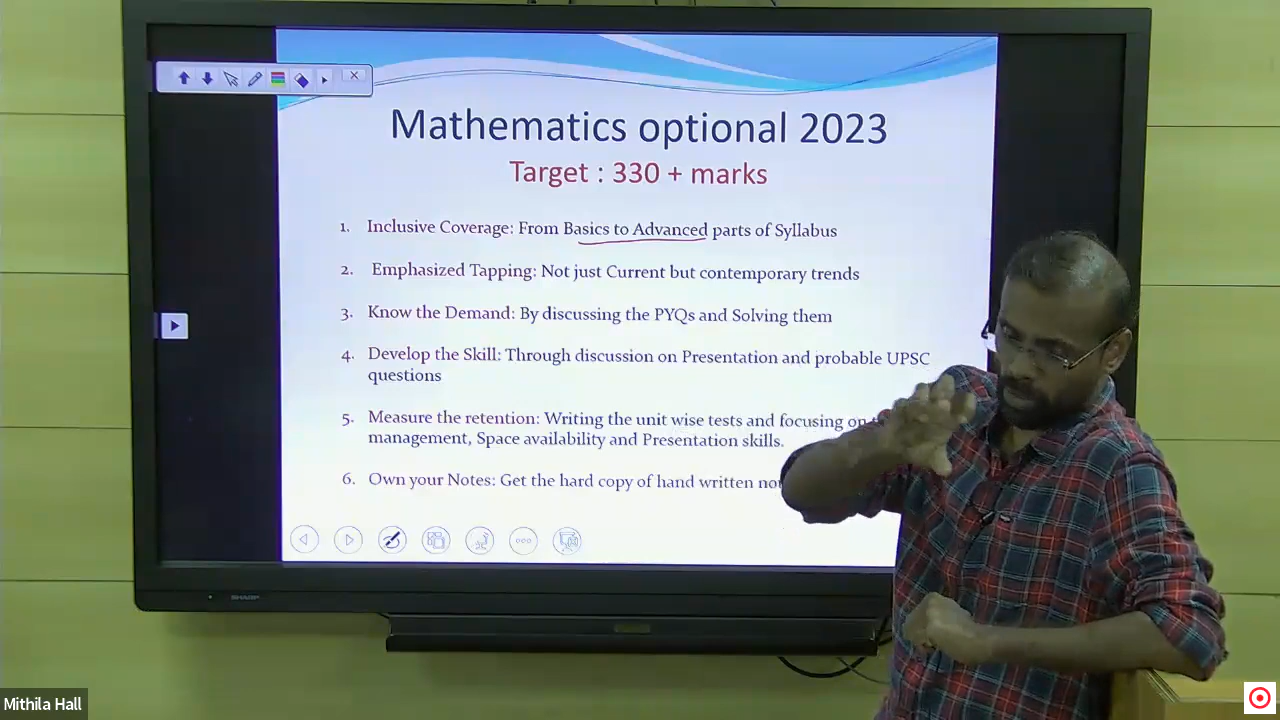 Mathematics optional 2023
Target : 330 + marks
1. Inclusive Coverage: From Basics to Advanced parts of Syllabus
2. Emphasized Tapping: Not just Current but contemporary trends
3. Know the Demand: By discussing the PYQs and Solving them
4. Develop the Skill: Through discussion on Presentation and probable UPSC
questions
5. Measure the retention: Writing the unit wise tests and focusing on
management, Space availability and Presentation skills.
6. Own your Notes: Get the hard copy of hand written
SHARP
Mithila Hall